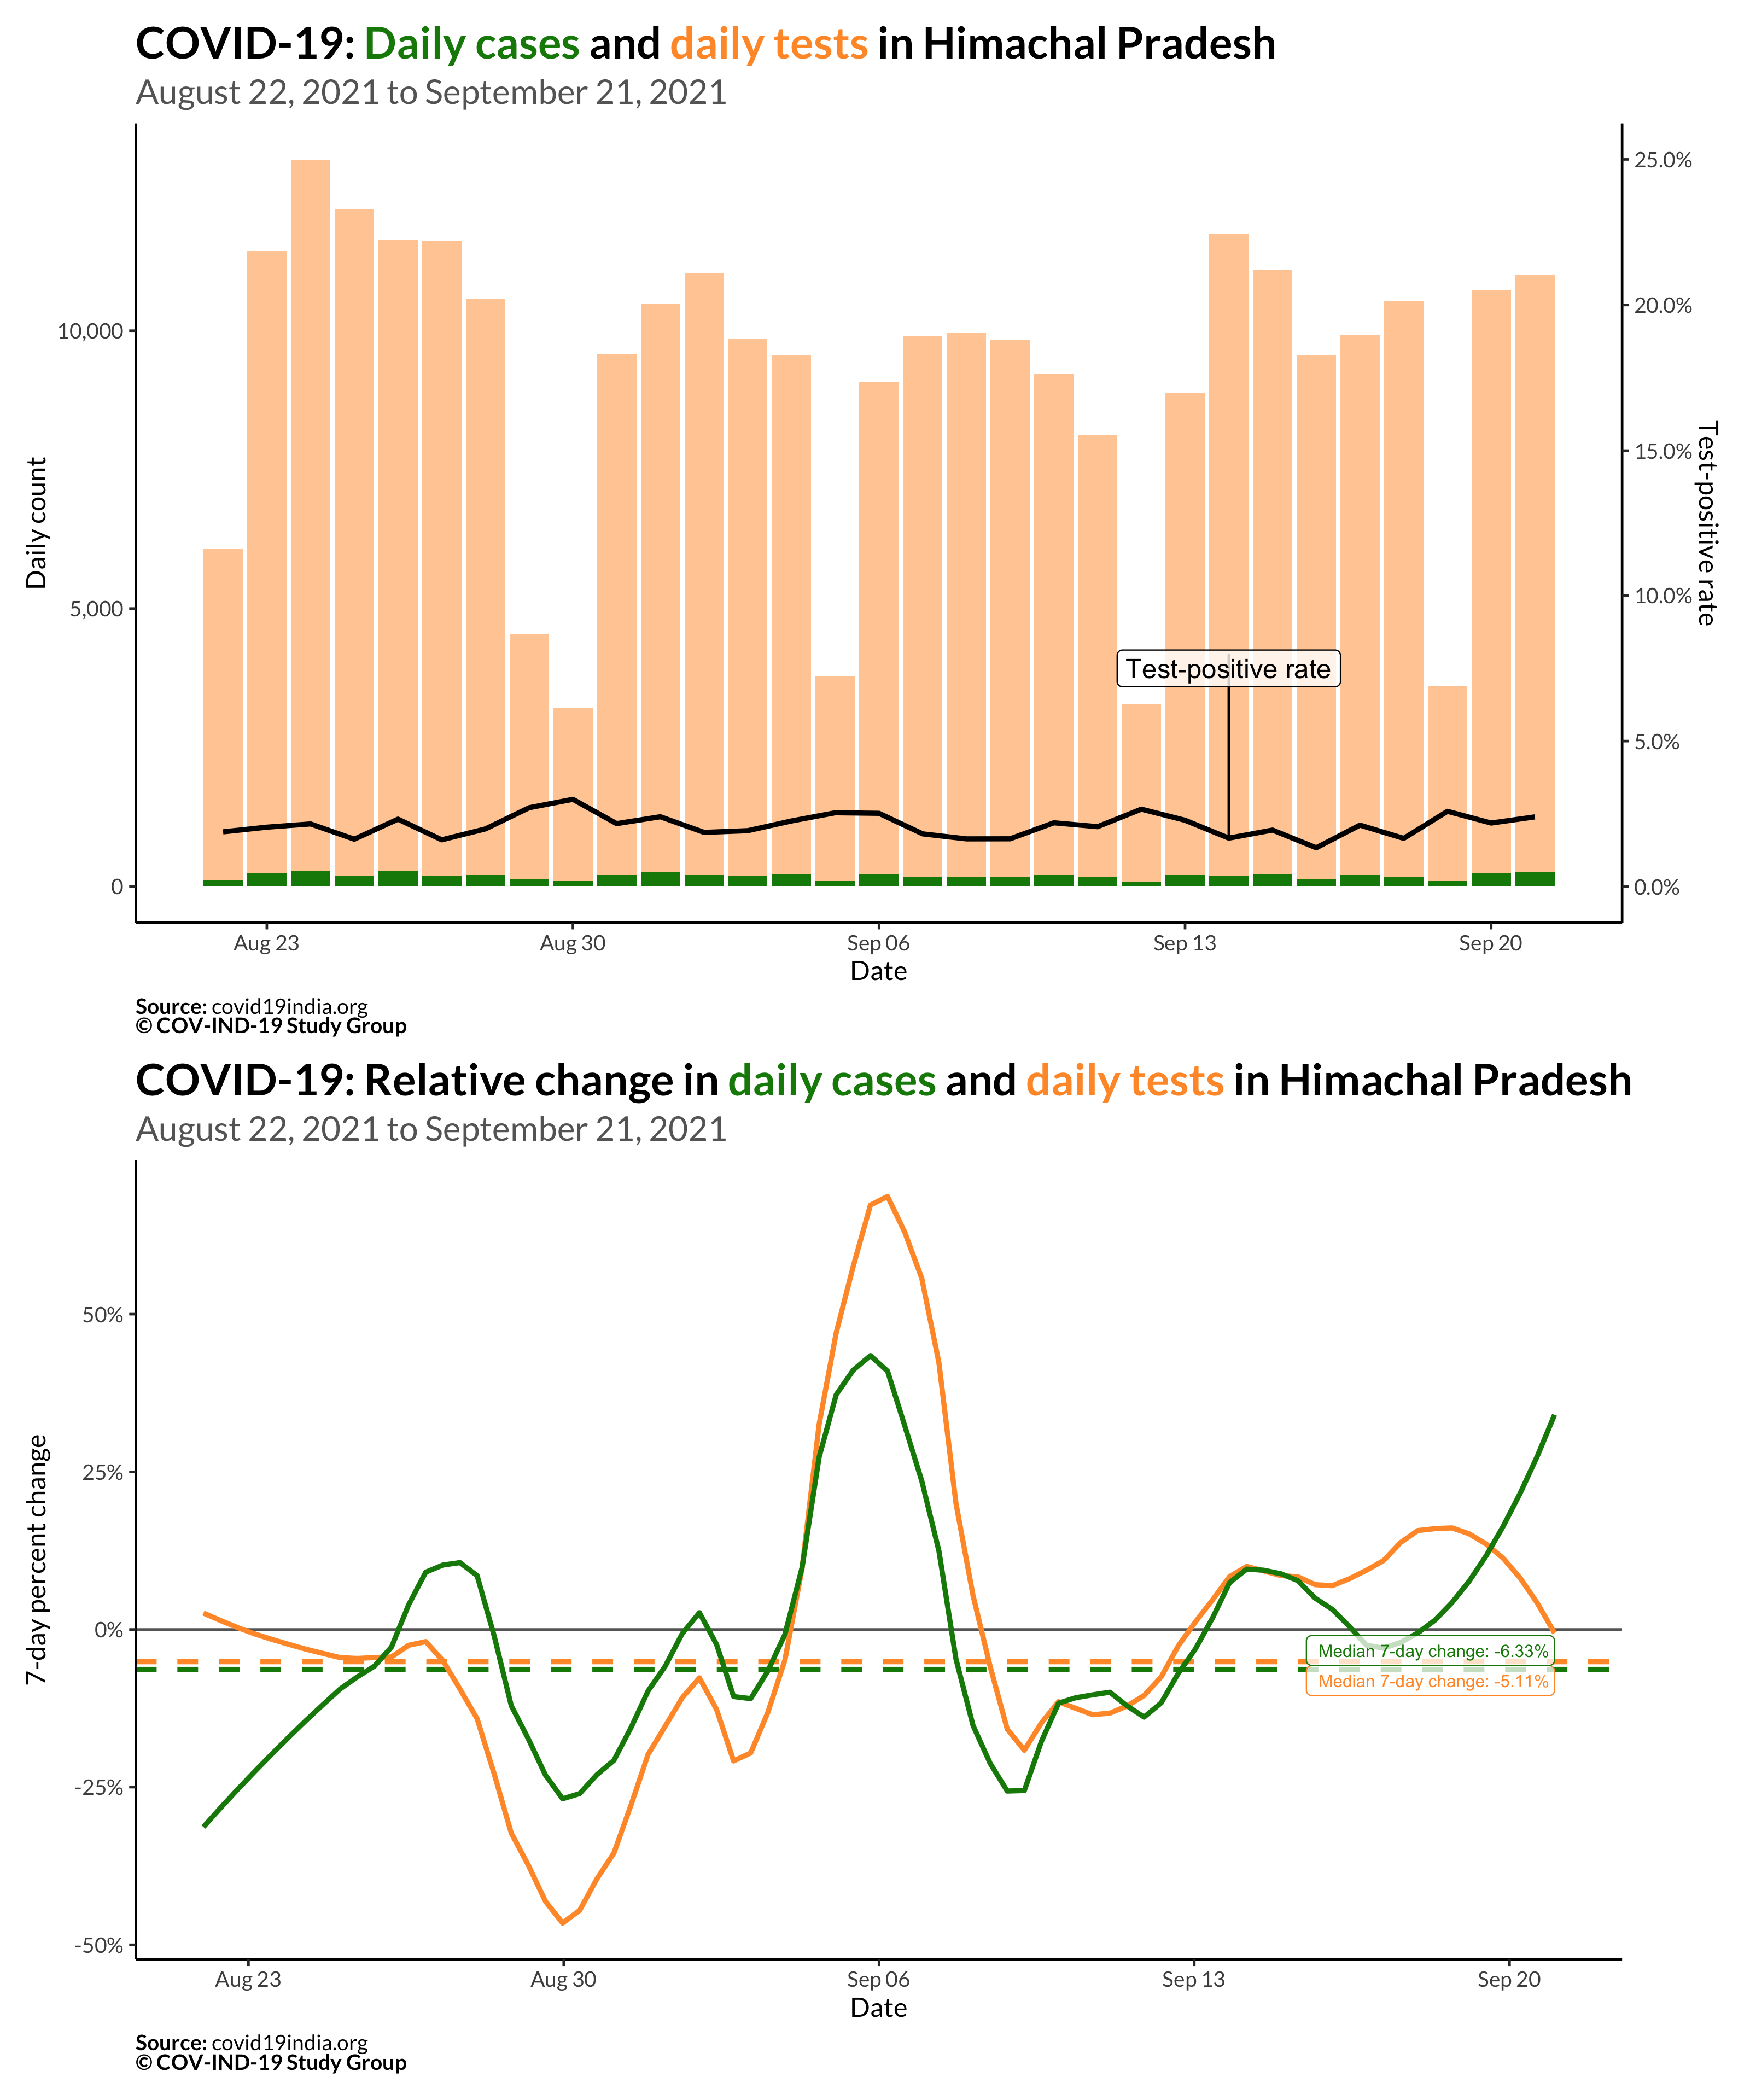 COVID-19: Daily cases and daily tests in Himachal Pradesh
August 22, 2021 to September 21, 2021
25.0%
20.0%
10,000
15.0%
Daily count
Test-positive rate
5,000
10.0%
Test-positive rate
5.0%
0
0.0%
Aug 23
Aug 30
Sep 06
Sep 13
Sep 20
Date
Source: covid19india.org
© COV-IND-19 Study Group
COVID-19: Relative change in daily cases and daily tests in Himachal Pradesh
August 22, 2021 to September 21, 2021
50%
25%
7-day percent change
0%
Median 7-day change: -6.33%
Median 7-day change: -5.11%
-25%
-50%
Aug 23
Aug 30
Sep 06
Sep 13
Sep 20
Date
Source: covid19india.org
© COV-IND-19 Study Group